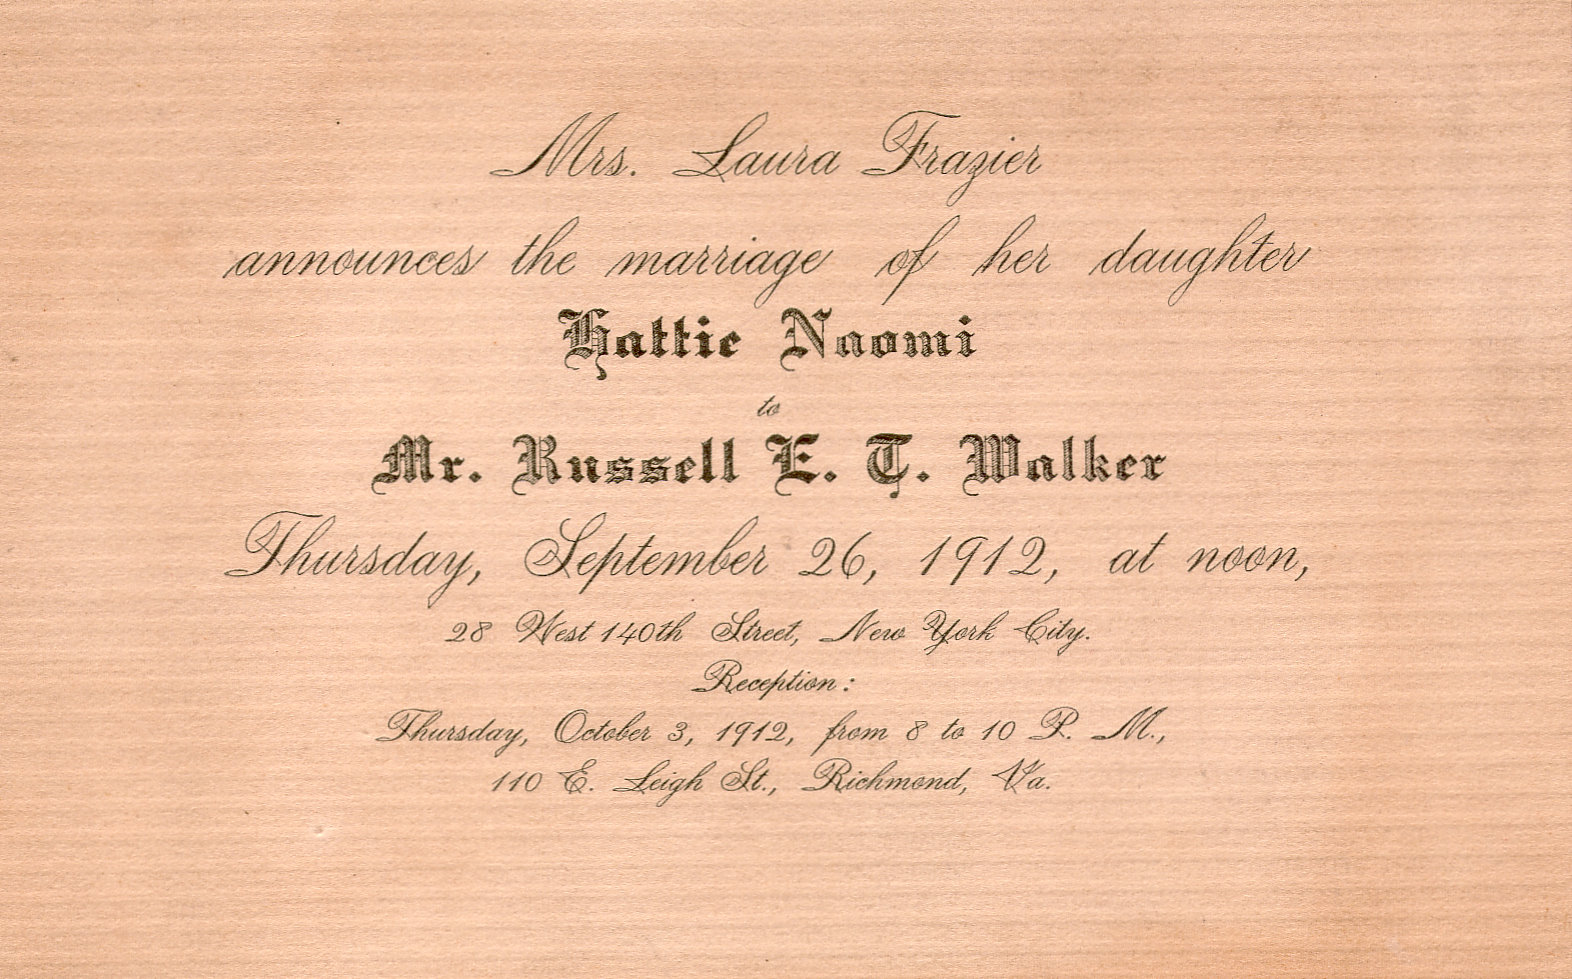 Mrs. Laura Frazier
announces the marriage of her daughter
Hattie Naomi
to
Mr. Russell E. T. Walker
Thursday, September 26, 1912, at noon,
28 West 140th Street, New York City.
Reception:
Thursday, October 3, 1912, from 8 to 10 P. M.,
110 E. Leigh St., Richmond, Va.